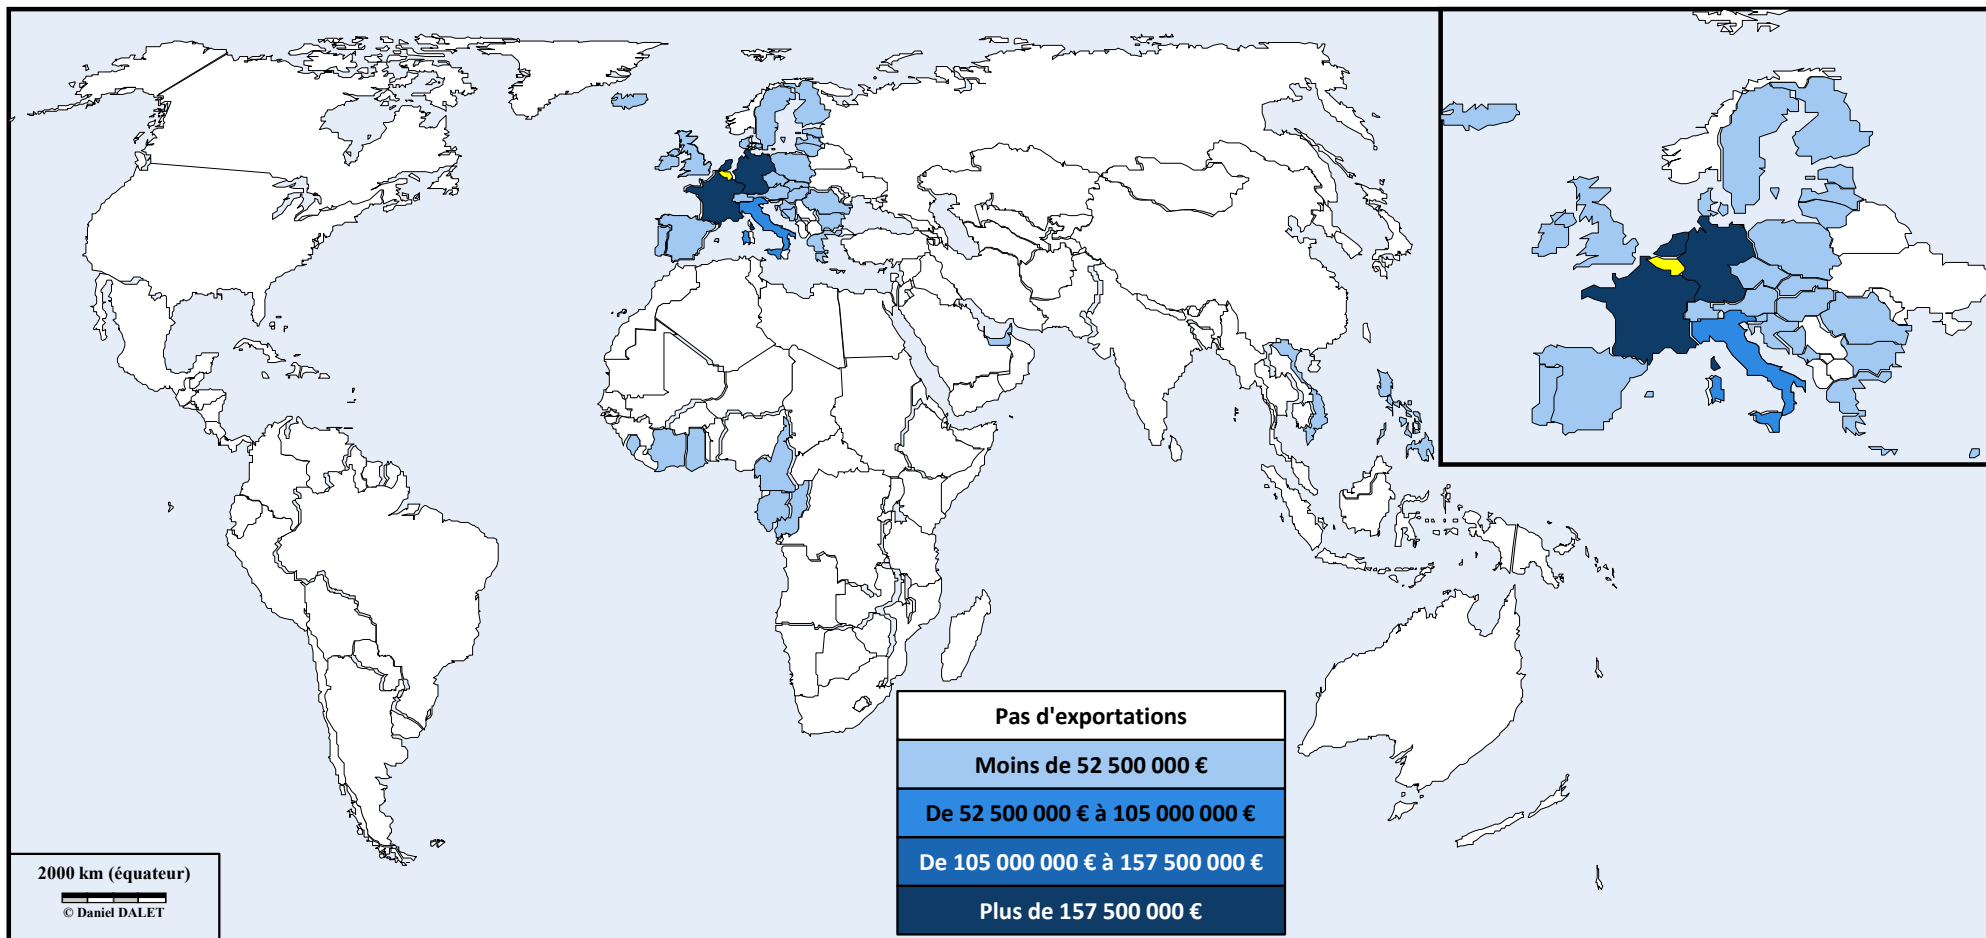 Pas d'exportations
Moins de 52 500 000 €
De 52 500 000 € à 105 000 000 €
De 105 000 000 € à 157 500 000 €
Plus de 157 500 000 €
2000 km (équateur)
© Daniel DALET